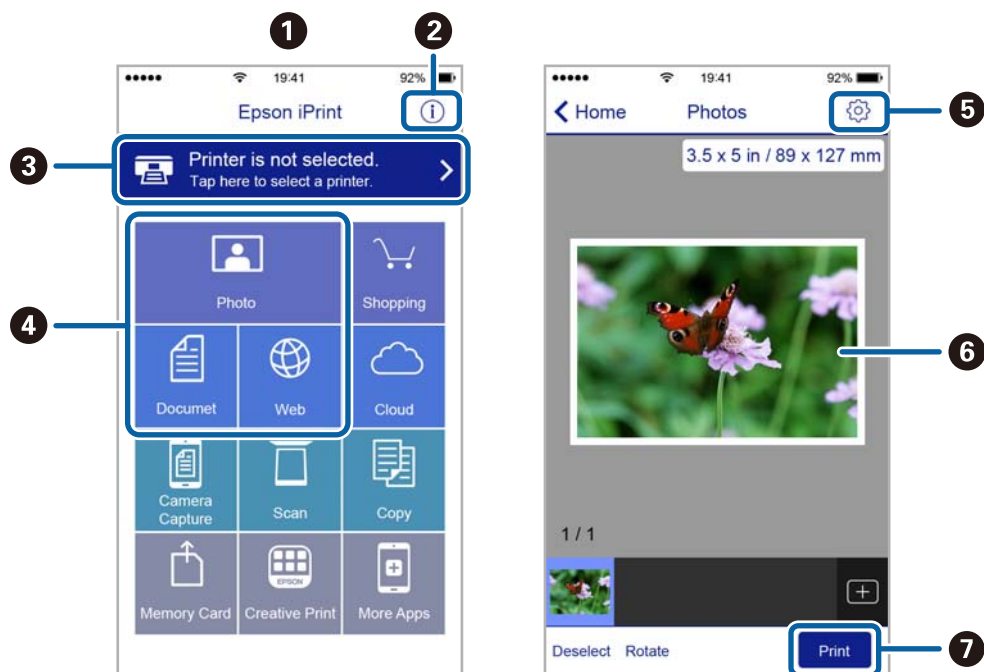 1
2
19:41
92%
Epson iPrint
3
Printer is not selected.
Tap here to select a printer.
4
Photo
Shopping
Documet
Web
Cloud
Camera
Capture
Scan
Copy
EPSON
Memory Card
Creative Print
More Apps
19:41
92%
Home
Photos
5
3.5 x 5 in / 89 x 127 mm
6
1 / 1
Deselect
Rotate
Print
7